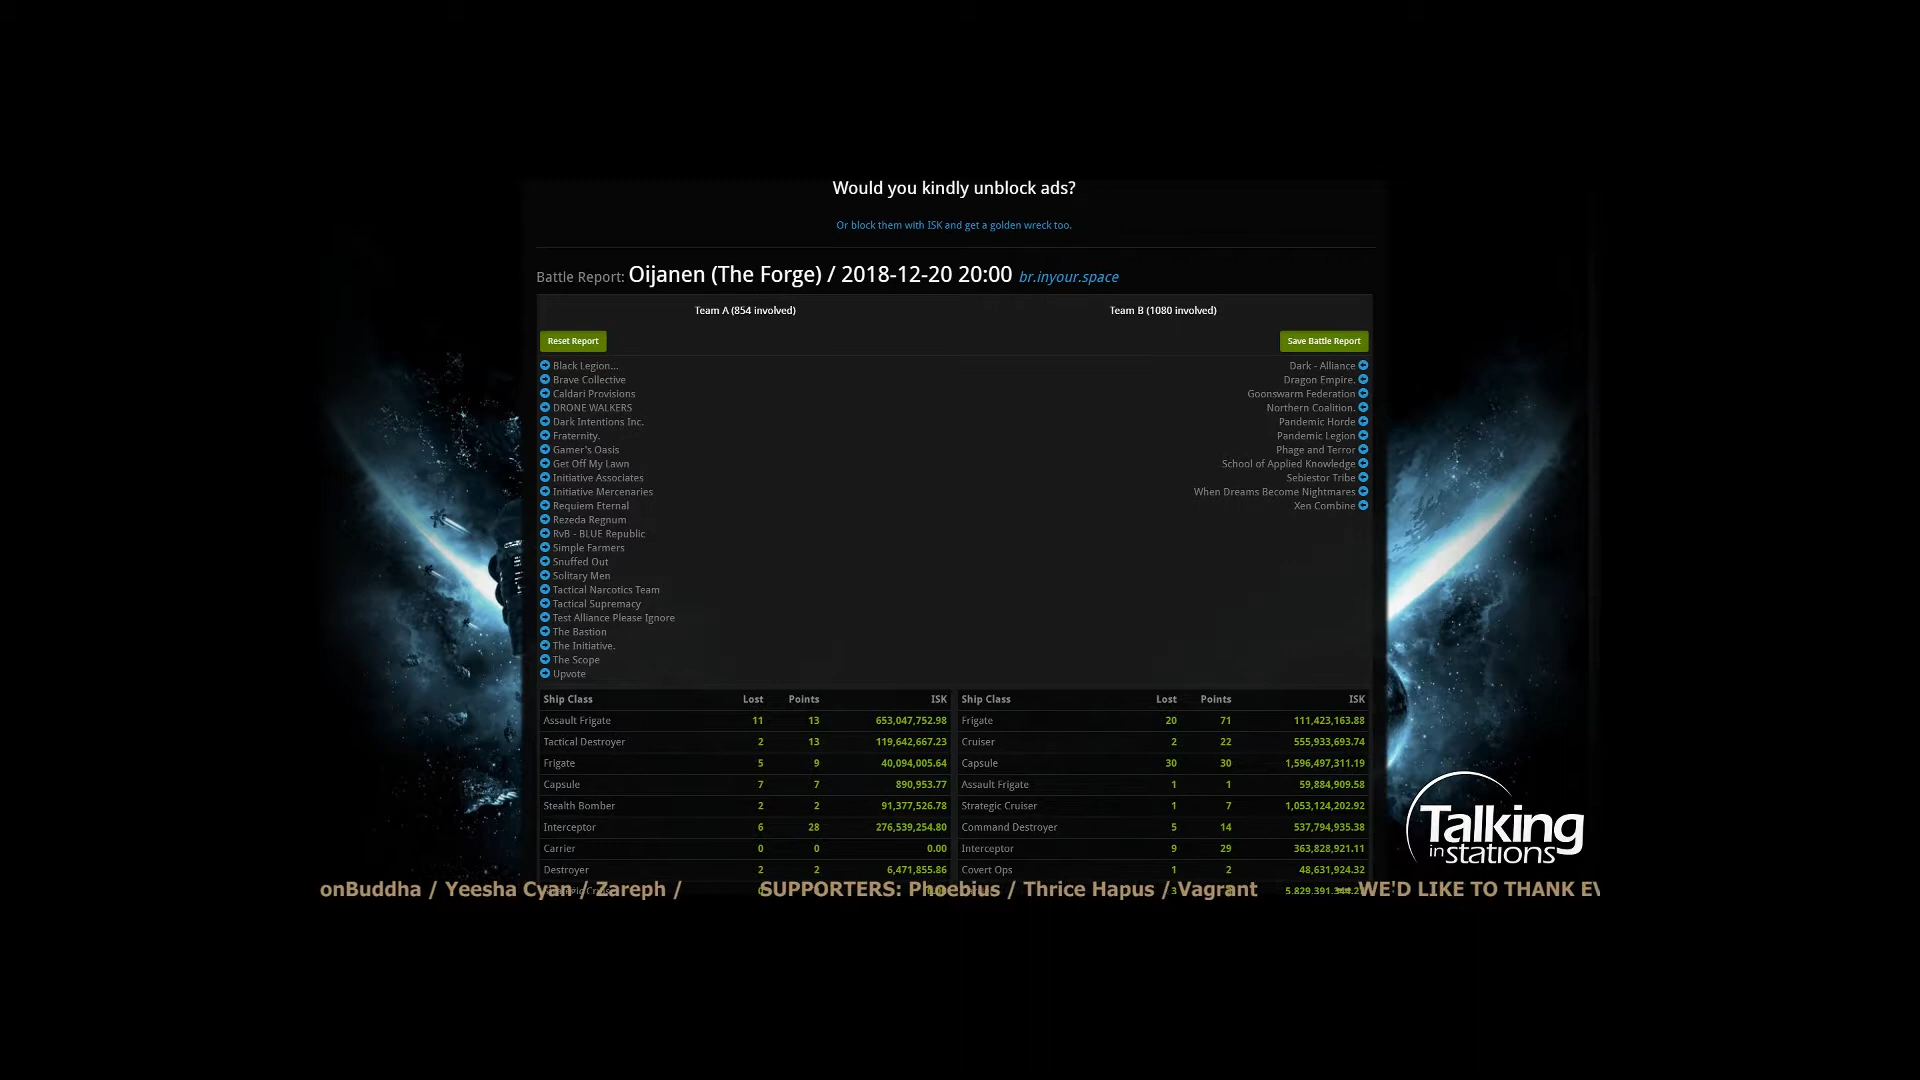 Would you kindly unblock ads?
Or block them with ISK and get a golden wreck too.
Battle Report: Oijanen (The Forge) / 2018-12-20 20:00 br.inyour.space
Team A (854 involved) Team B (1080 involved)
Reset Report Save Battle Report
Black Legion... Dark - Alliance
Brave Collective Dragon Empire.
Caldari Provisions Goonswarm Federation
DRONE WALKERS Northern Coalition.
Dark Intentions Inc. Pandemic Horde
Fraternity. Pandemic Legion
Gamer's Oasis Phage and Terror
Get Off My Lawn School of Applied Knowledge
Initiative Associates Sebiestor Tribe
Initiative Mercenaries When Dreams Become Nightmares
Requiem Eternal Xen Combine
Rezeda Regnum
RvB - BLUE Republic
Simple Farmers
Snuffed Out
Solitary Men
Tactical Narcotics Team
Tactical Supremacy
Test Alliance Please Ignore
The Bastion
The Initiative.
The Scope
Upvote
Ship Class Lost Points ISK Ship Class Lost Points ISK
Assault Frigate 11 13 653,047,752.98 Frigate 20 71 111,423,163.88
Tactical Destroyer 2 13 119,642,667.23 Cruiser 2 22 555,933,693.74
Frigate 5 9 40,094,005.64 Capsule 30 30 1,596,497,311.19
Capsule 7 7 890,953.77 Assault Frigate 1 1 59,884,909.58
Stealth Bomber 2 2 91,377,526.78 Strategic Cruiser 1 7 1,053,124,202.92
Interceptor 6 28 276,539,254.80 Command Destroyer 5 14 537,794,935.38
Carrier 0 0 0.00 Interceptor 9 29 363,828,921.11
Destroyer 2 2 6,471,855.86 Covert Ops 1 2 48,631,924.32
onBuddha / Yeesha Cyan / Zareph / SUPPORTERS: Phoebius / Thrice Hapus / Vagrant WE'D LIKE TO THANK EV
Talking
in stations